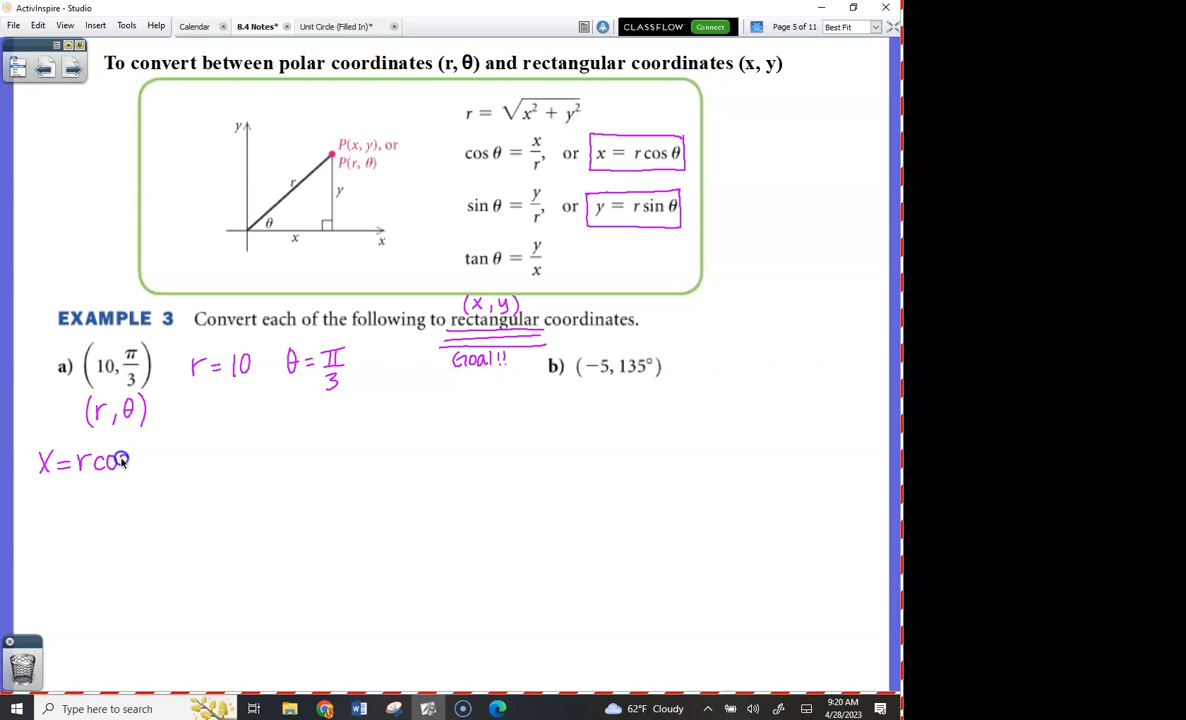 ActivInspire - Studio
File Edit View Insert Tools Help Calendar 8.4 Notes* Unit Circle (Filled In)* CLASSFLOW Connect Page 5 of 11 Best Fit
To convert between polar coordinates (r, θ) and rectangular coordinates (x, y)
r = √x² + y²
y
P(x, y), or
P(r, θ)
cos θ = x/r, or x = r cos θ
r
y
sin θ = y/r, or y = r sin θ
θ
x
x
tan θ = y/x
(x, y)
EXAMPLE 3 Convert each of the following to rectangular coordinates.
Goal!!
a) (10, π/3) r = 10 θ = π/3 b) (−5, 135°)
(r, θ)
X = r co
Type here to search 62°F Cloudy 9:20 AM
4/28/2023